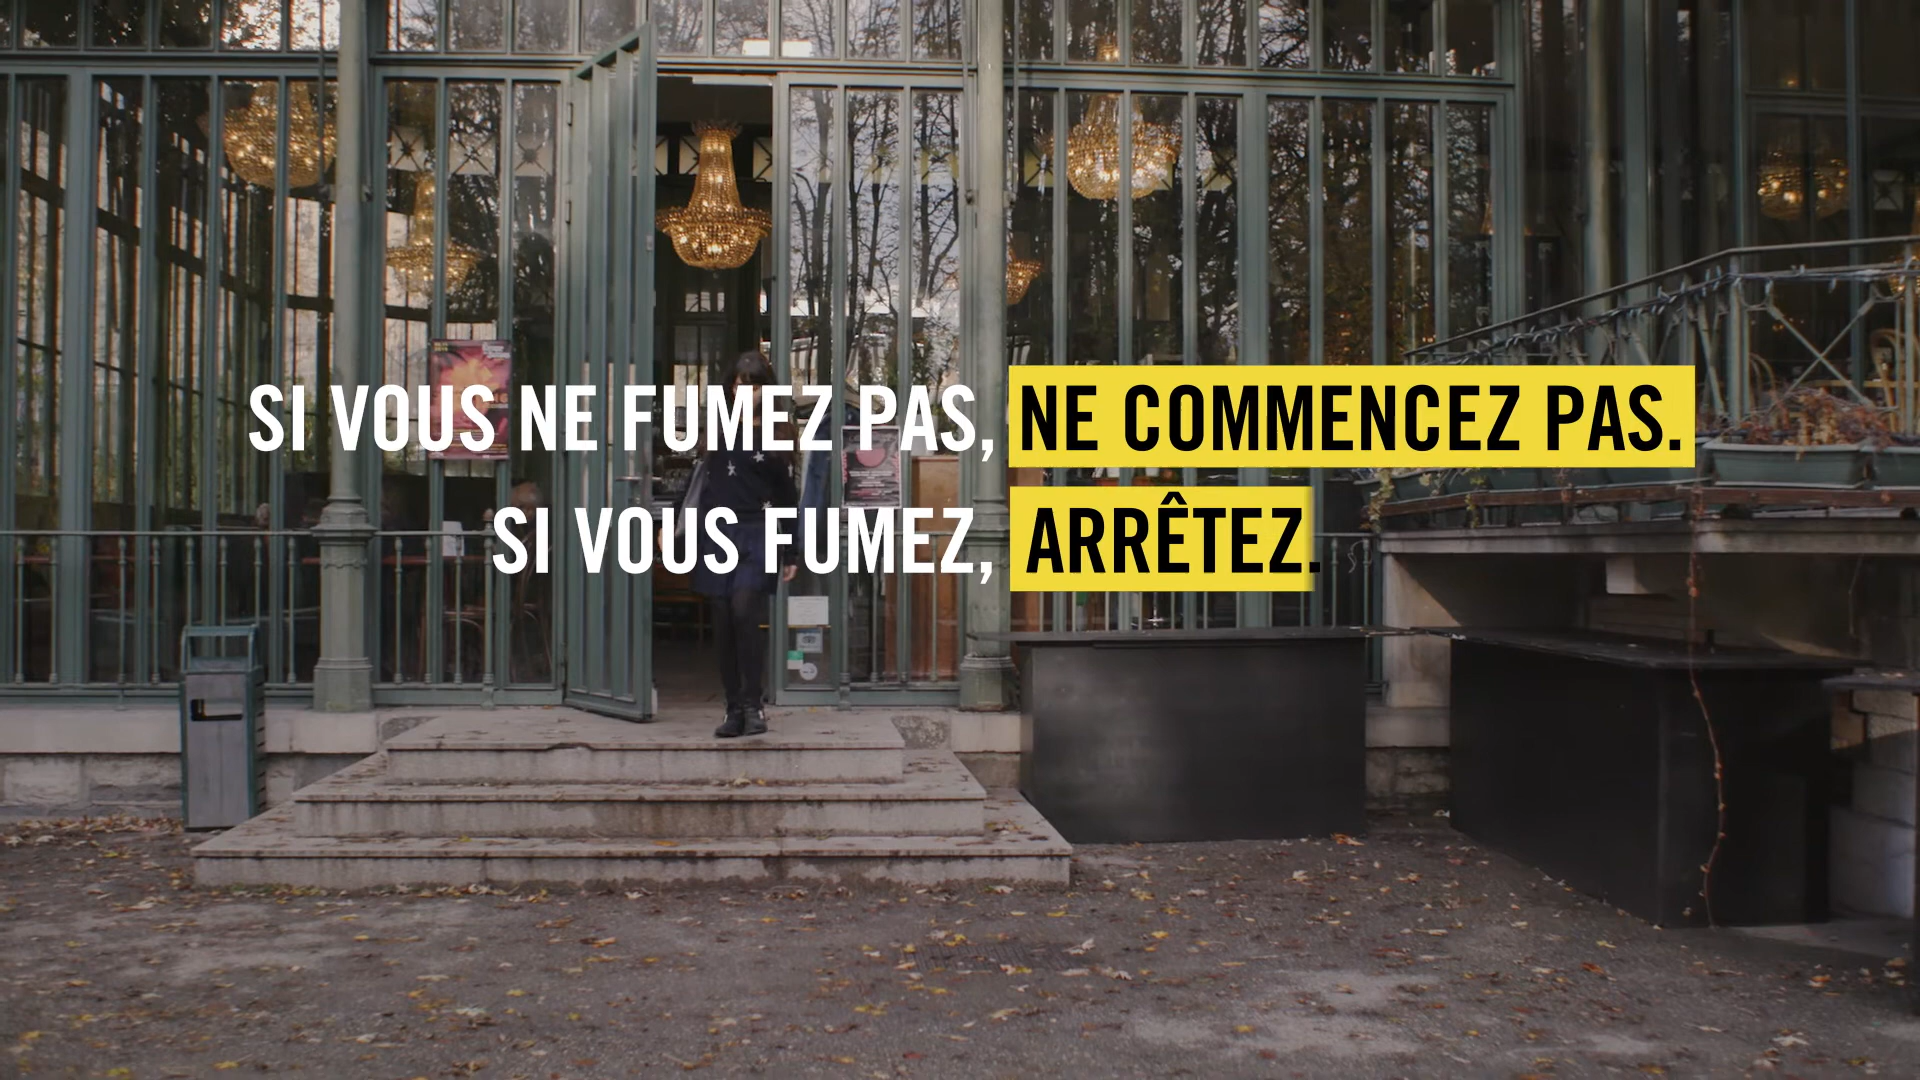 SI VOUS NE FUMEZ PAS, NE COMMENCEZ PAS.
SI VOUS FUMEZ, ARRÊTEZ.